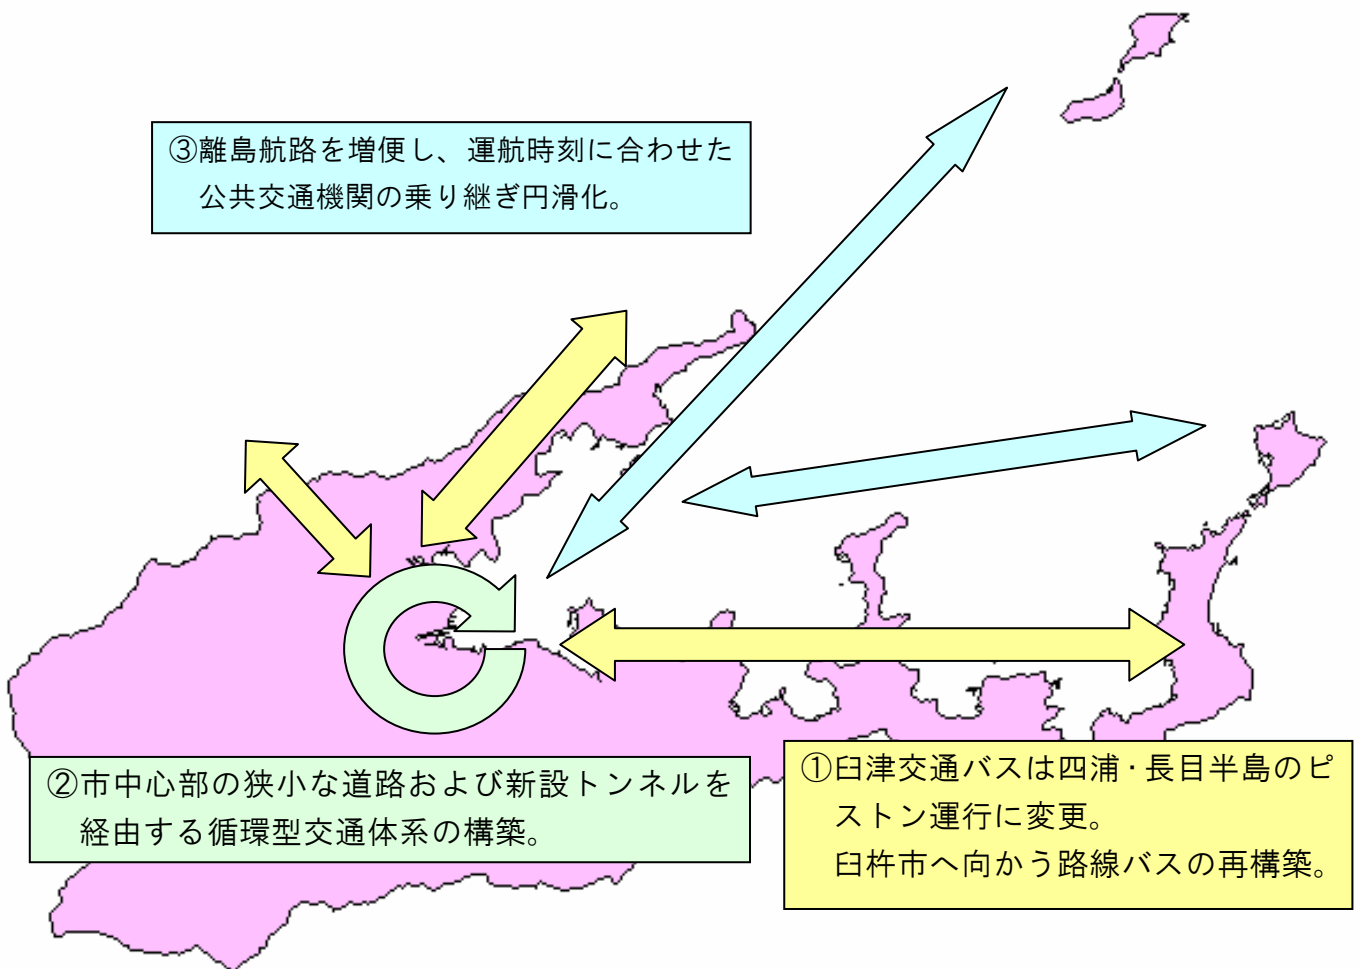 ③離島航路を増便し、運航時刻に合わせた
公共交通機関の乗り継ぎ円滑化。
②市中心部の狭小な道路および新設トンネルを
経由する循環型交通体系の構築。
①臼津交通バスは四浦・長目半島のピ
ストン運行に変更。
臼杵市へ向かう路線バスの再構築。